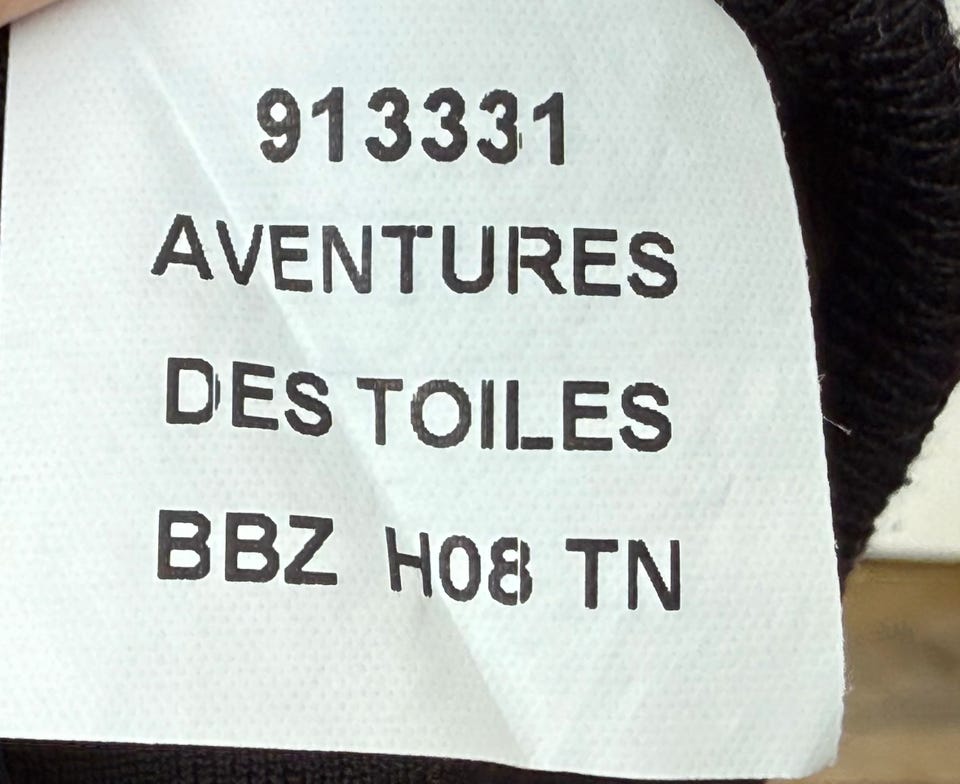 913331
AVENTURES
DES TOILES
BBZ H08 TN